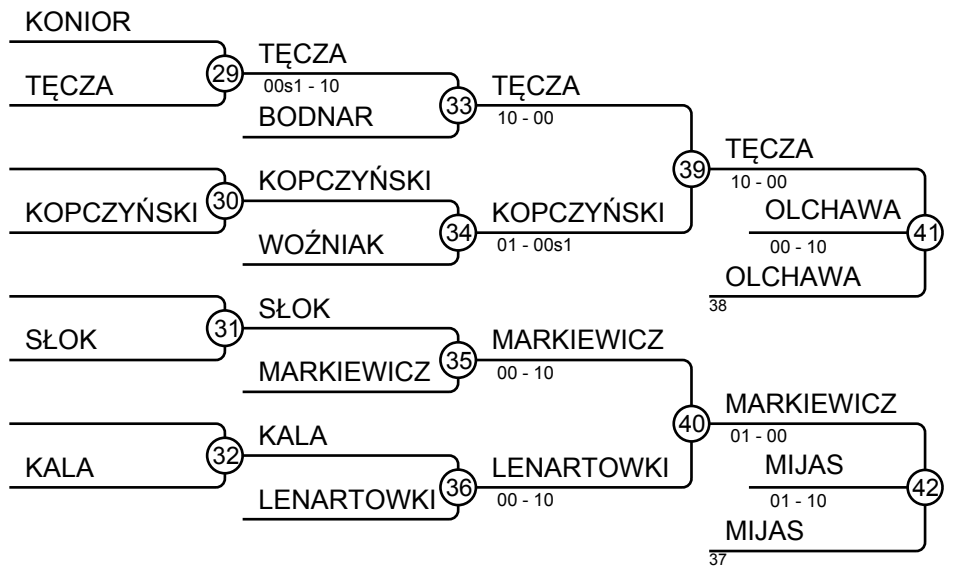 KONIOR
TĘCZA
29
TĘCZA
00s1 - 10
BODNAR
33
TĘCZA
10 - 00
KOPCZYŃSKI
30
KOPCZYŃSKI
WOŹNIAK
34
KOPCZYŃSKI
01 - 00s1
39
TĘCZA
10 - 00
OLCHAWA
00 - 10
41
OLCHAWA
38
SŁOK
31
SŁOK
MARKIEWICZ
35
MARKIEWICZ
00 - 10
KALA
32
KALA
LENARTOWKI
36
LENARTOWKI
00 - 10
40
MARKIEWICZ
01 - 00
MIJAS
01 - 10
42
MIJAS
37